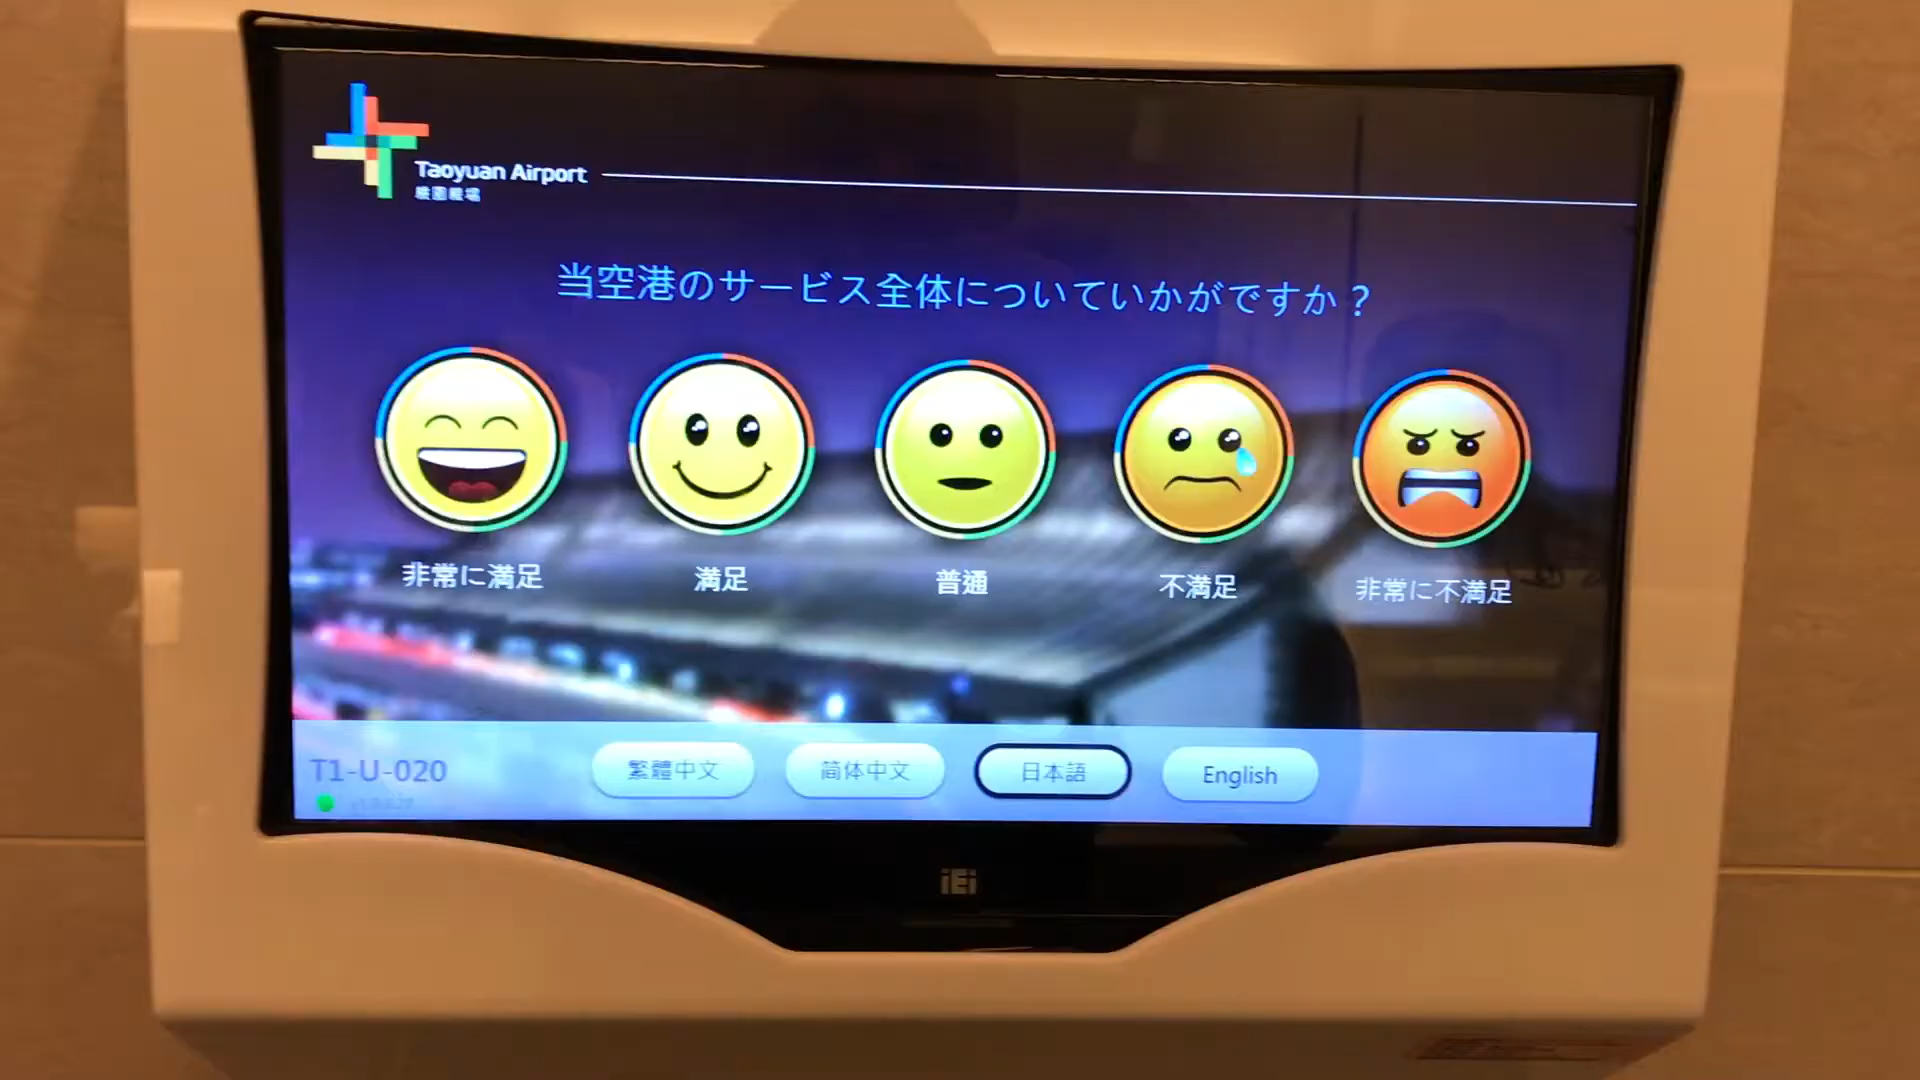 Taoyuan Airport
桃園機場
当空港のサービス全体についていかがですか？
非常に満足
満足
普通
不満足
非常に不満足
T1-U-020
繁體中文
简体中文
日本語
English
iEi